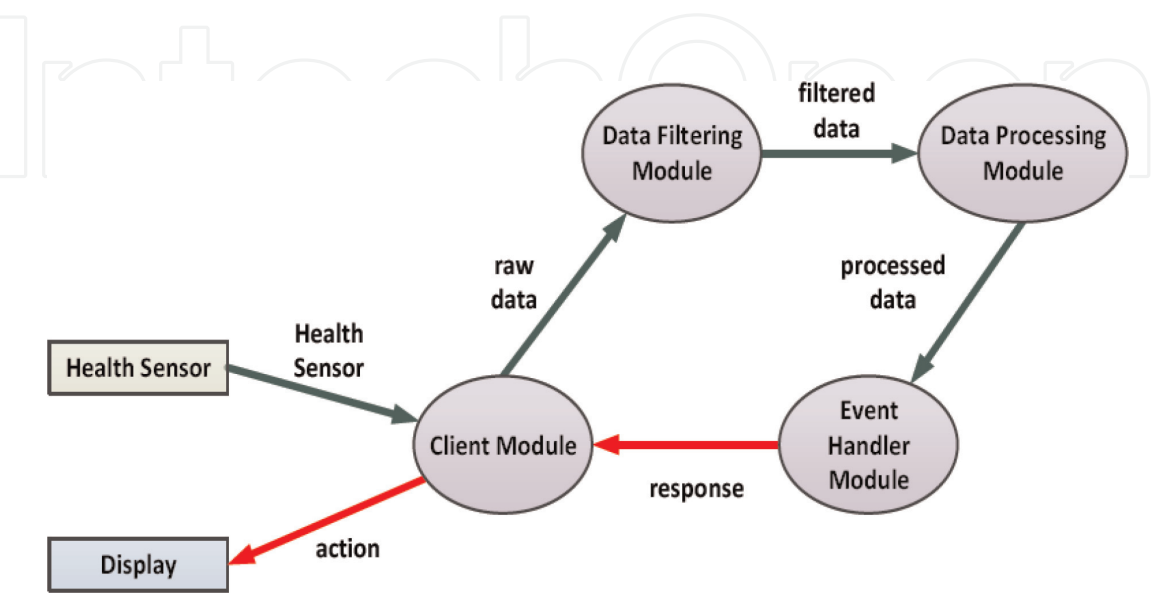 IntechOpen
filtered
data
Data Filtering
Module
Data Processing
Module
raw
data
processed
data
Health
Sensor
Health Sensor
Event
Handler
Module
Client Module
response
action
Display